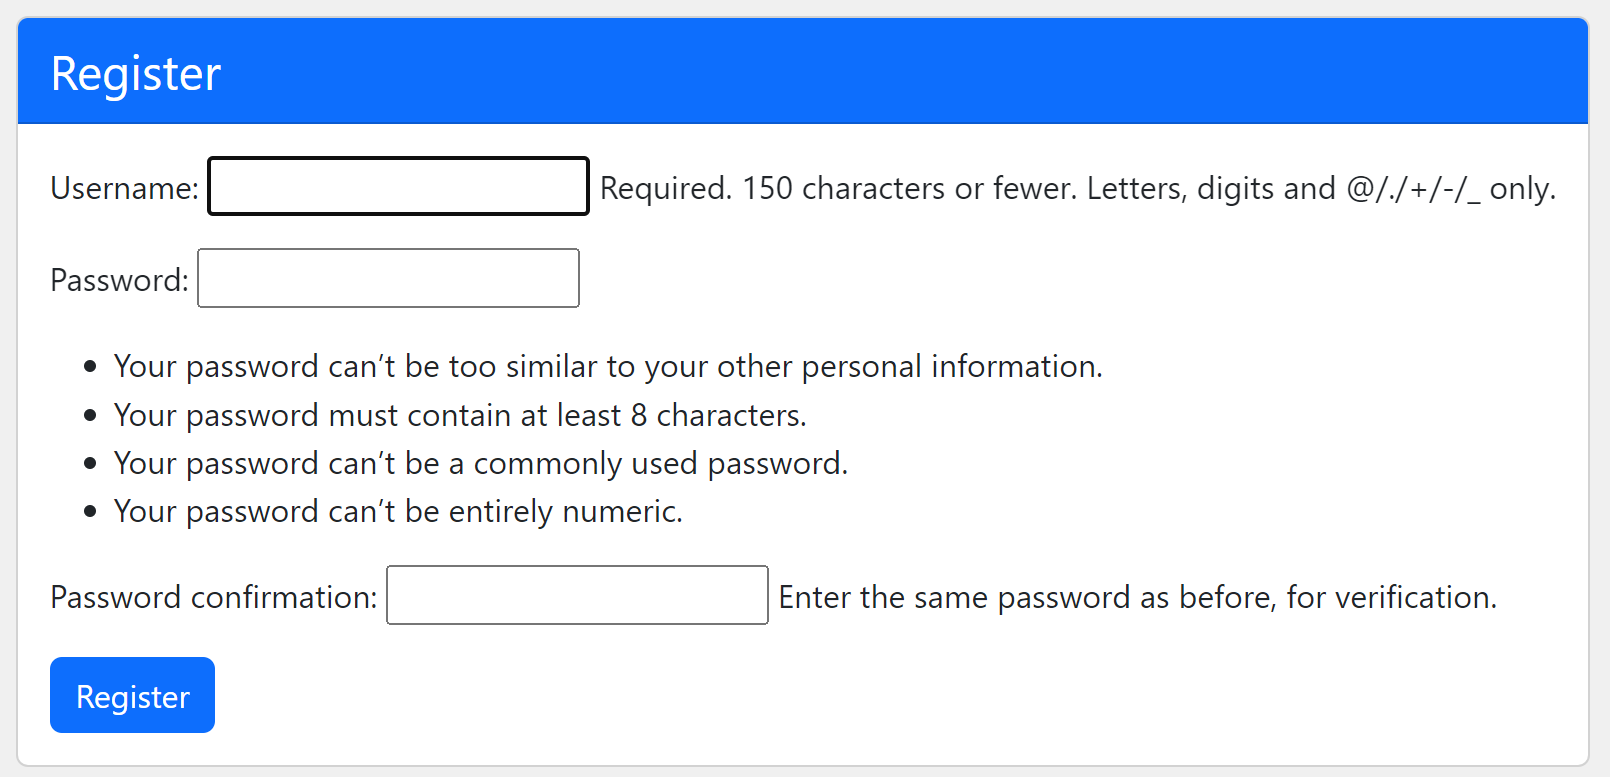 Register
Username: Required. 150 characters or fewer. Letters, digits and @/./+/-/_ only.
Password:
• Your password can’t be too similar to your other personal information.
• Your password must contain at least 8 characters.
• Your password can’t be a commonly used password.
• Your password can’t be entirely numeric.
Password confirmation: Enter the same password as before, for verification.
Register